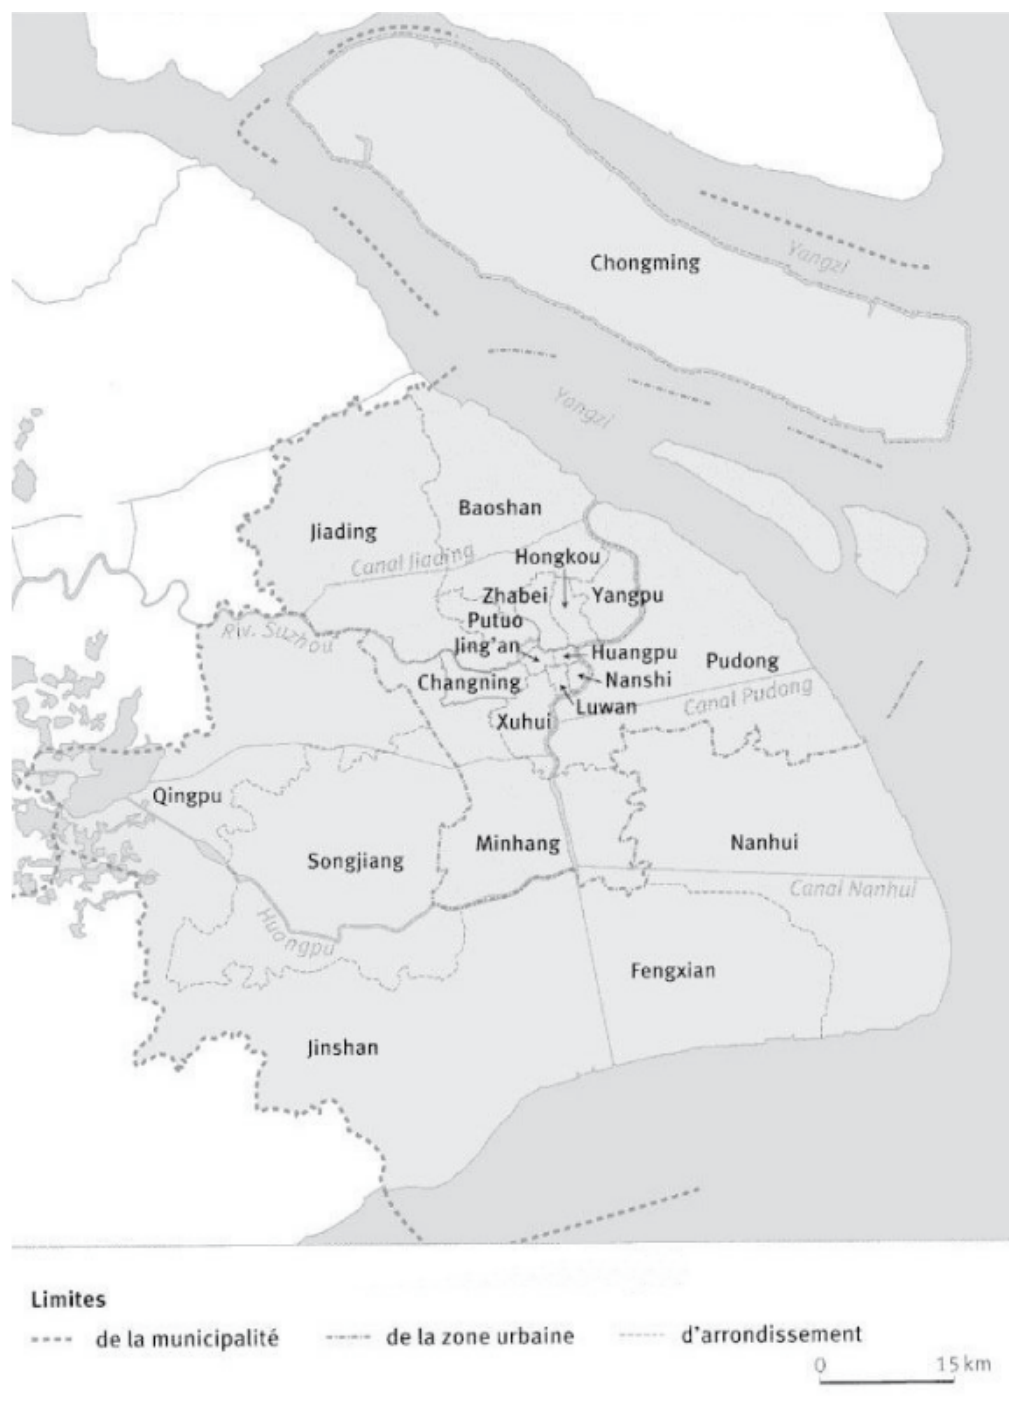 Yangzi
Chongming
Yangzi
Baoshan
Jiading
Canal Jiading
Hongkou
Zhabei
Yangpu
Putuo
Riv. Suzhou
Jing'an
Huangpu
Pudong
Changning
Nanshi
Canal Pudong
Luwan
Xuhui
Qingpu
Minhang
Nanhui
Songjiang
Canal Nanhui
Huangpu
Fengxian
Jinshan
Limites
de la municipalité
de la zone urbaine
d'arrondissement
0 15 km